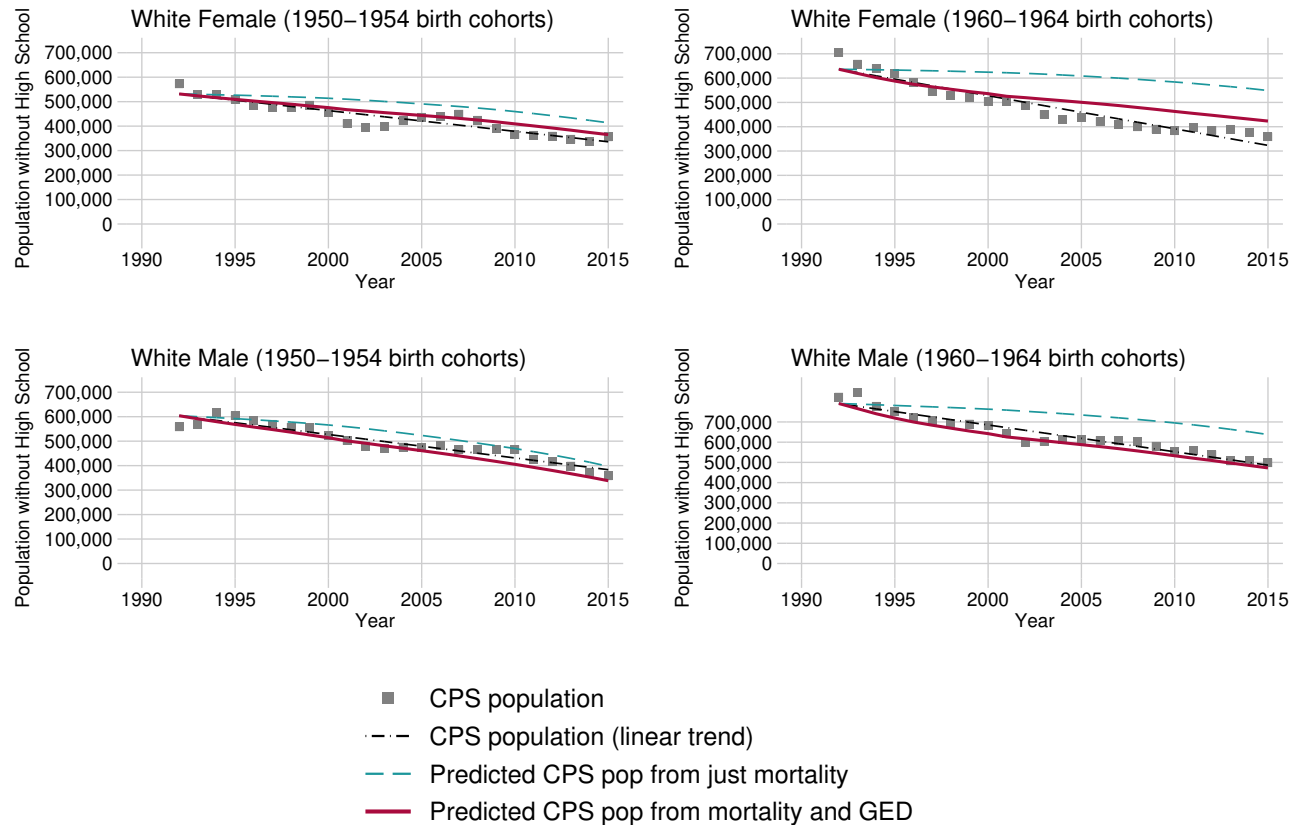 White Female (1950−1954 birth cohorts)
Population without High School
700,000
600,000
500,000
400,000
300,000
200,000
100,000
0
1990 1995 2000 2005 2010 2015
Year
White Female (1960−1964 birth cohorts)
Population without High School
700,000
600,000
500,000
400,000
300,000
200,000
100,000
0
1990 1995 2000 2005 2010 2015
Year
White Male (1950−1954 birth cohorts)
Population without High School
700,000
600,000
500,000
400,000
300,000
200,000
100,000
0
1990 1995 2000 2005 2010 2015
Year
White Male (1960−1964 birth cohorts)
Population without High School
700,000
600,000
500,000
400,000
300,000
200,000
100,000
0
1990 1995 2000 2005 2010 2015
Year
CPS population
CPS population (linear trend)
Predicted CPS pop from just mortality
Predicted CPS pop from mortality and GED